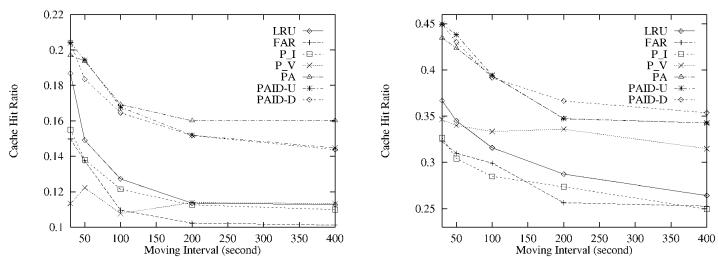 0.22
0.2
0.18
0.16
0.14
0.12
0.1
Cache Hit Ratio
LRU
FAR
P_I
P_V
PA
PAID-U
PAID-D
50 100 150 200 250 300 350 400
Moving Interval (second)
0.45
0.4
0.35
0.3
0.25
Cache Hit Ratio
LRU
FAR
P_I
P_V
PA
PAID-U
PAID-D
50 100 150 200 250 300 350 400
Moving Interval (second)